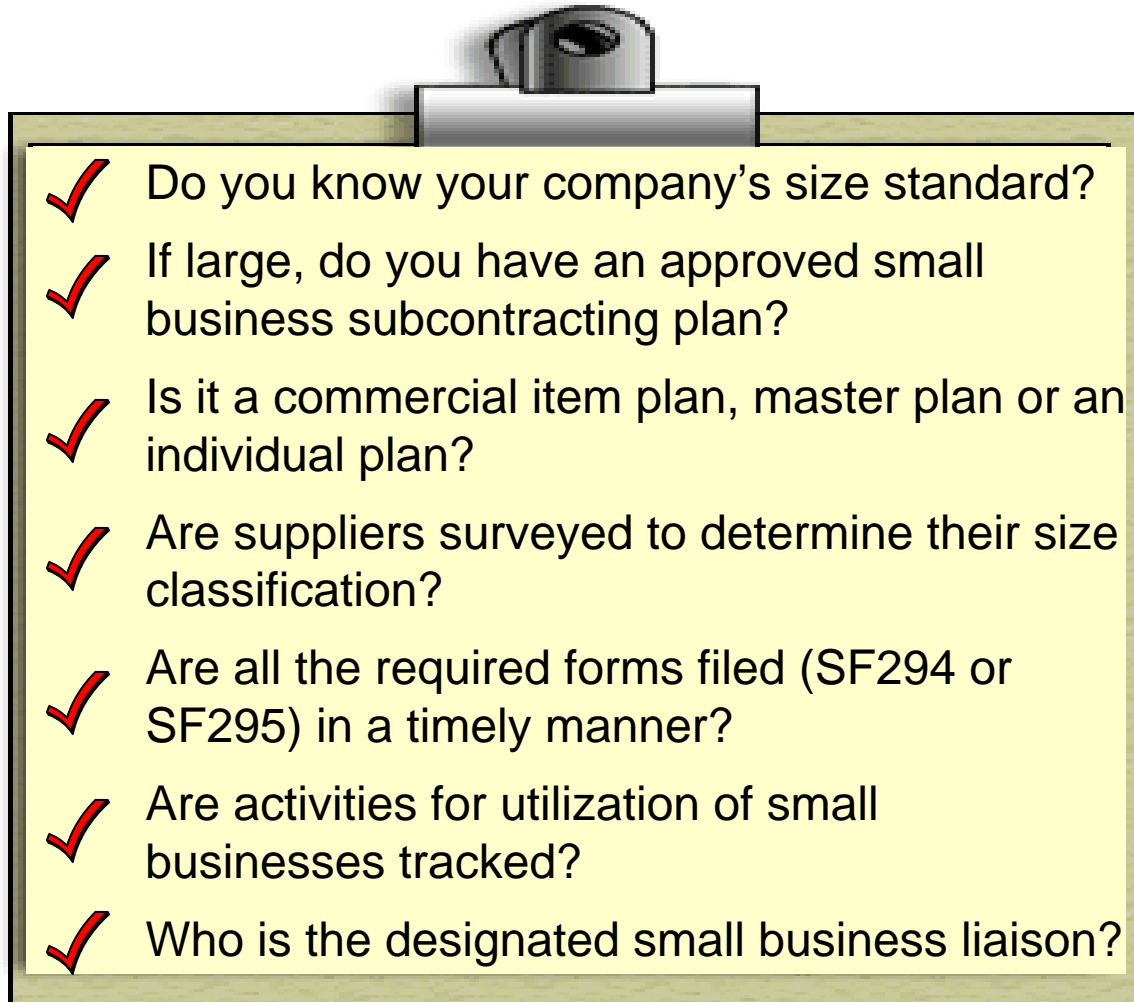 Do you know your company’s size standard?
If large, do you have an approved small
business subcontracting plan?
Is it a commercial item plan, master plan or an
individual plan?
Are suppliers surveyed to determine their size
classification?
Are all the required forms filed (SF294 or
SF295) in a timely manner?
Are activities for utilization of small
businesses tracked?
Who is the designated small business liaison?